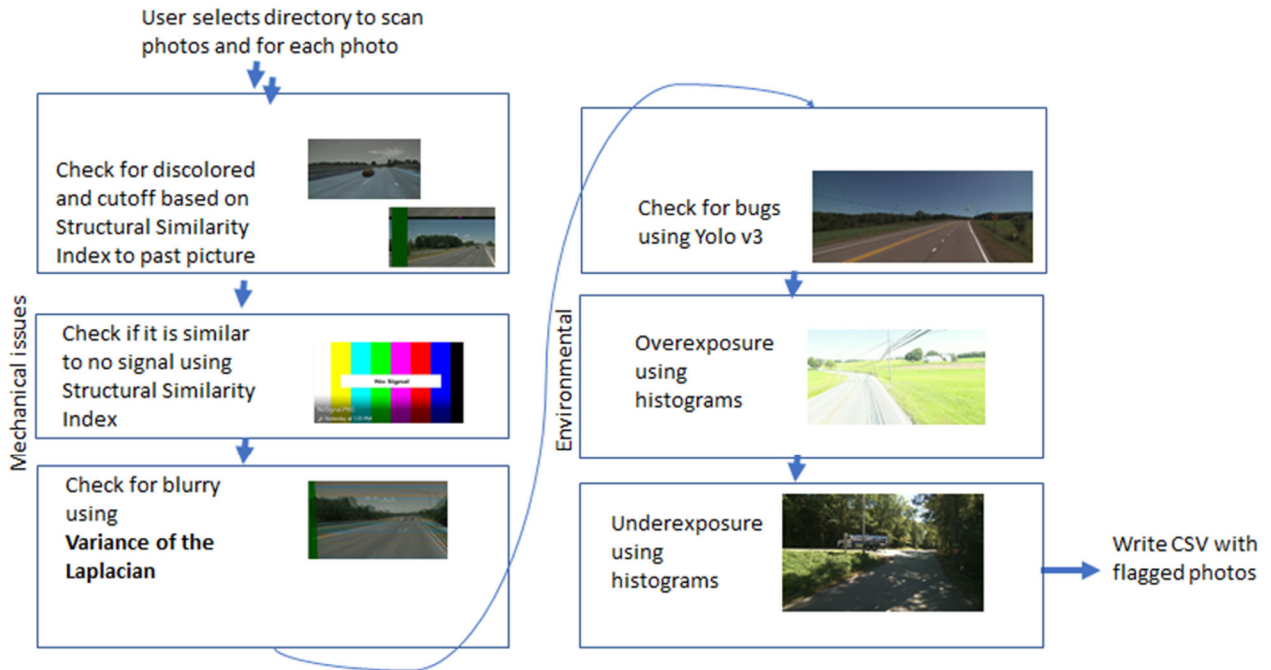 User selects directory to scan
photos and for each photo
Mechanical issues
Check for discolored
and cutoff based on
Structural Similarity
Index to past picture
Check if it is similar
to no signal using
Structural Similarity
Index
No Signal
Check for blurry
using
Variance of the
Laplacian
Environmental
Check for bugs
using Yolo v3
Overexposure
using
histograms
Underexposure
using
histograms
Write CSV with
flagged photos